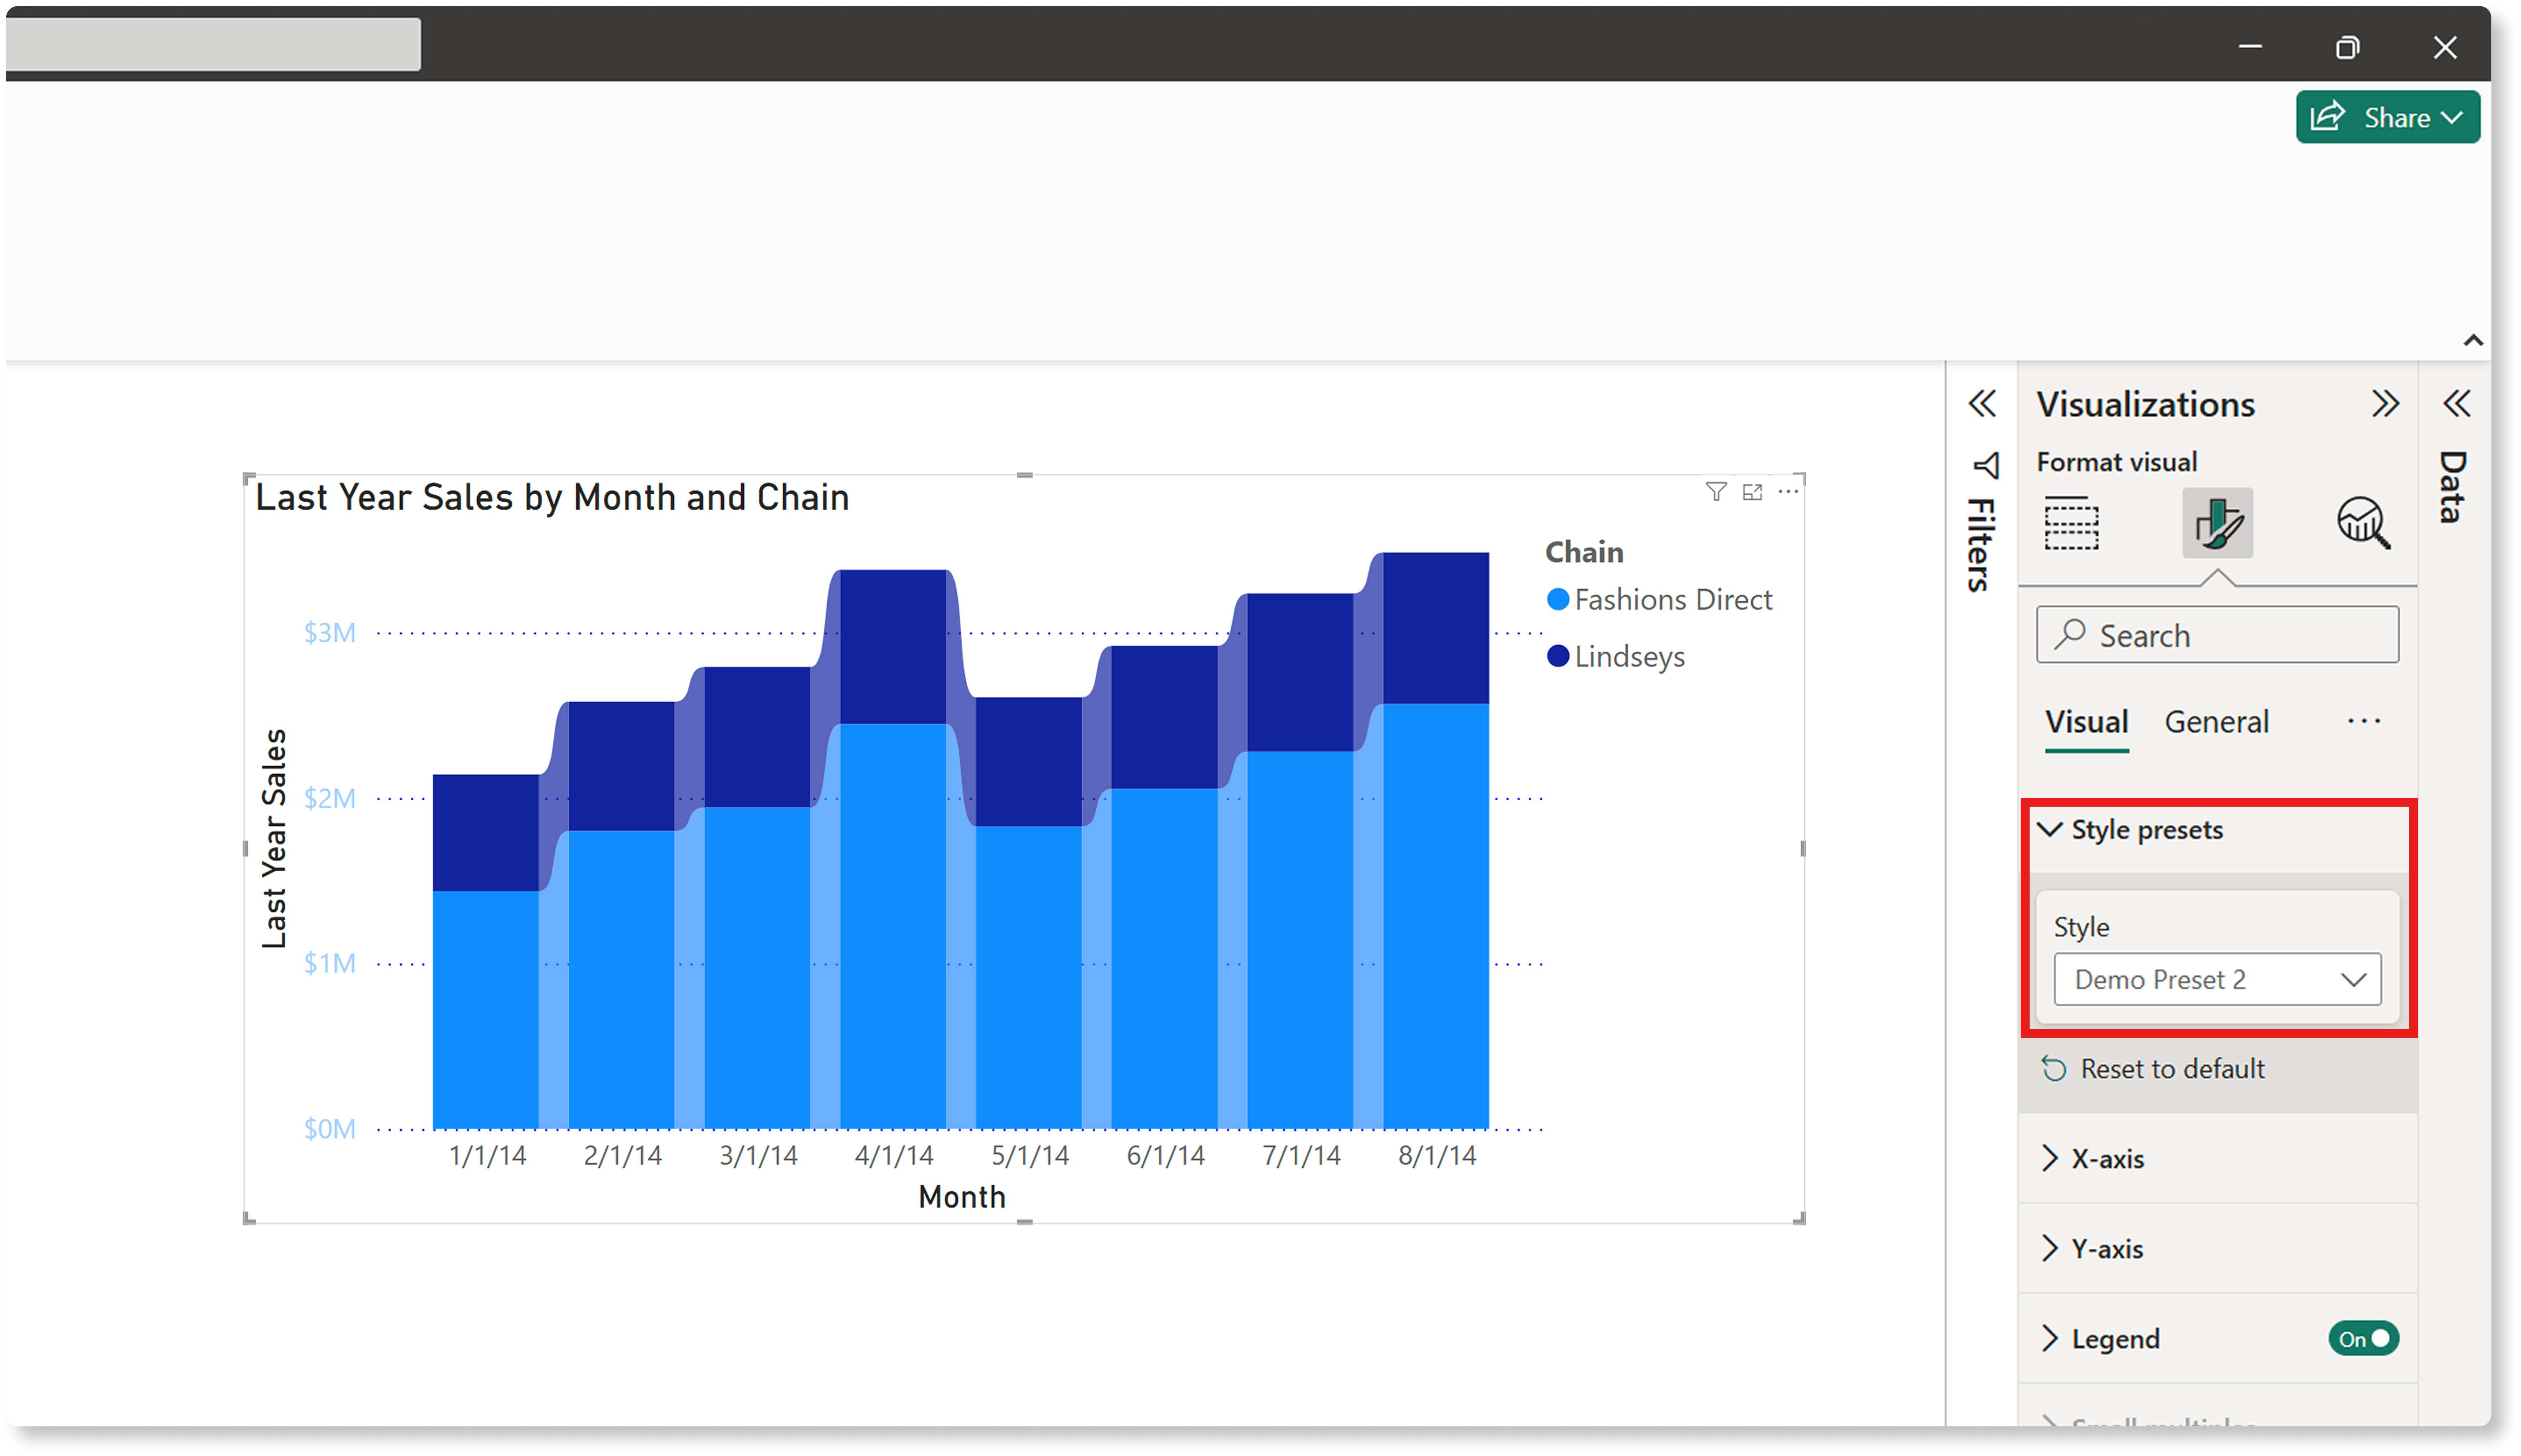 Share
Last Year Sales by Month and Chain
Chain
Fashions Direct
Lindseys
$3M
$2M
$1M
$0M
Last Year Sales
1/1/14 2/1/14 3/1/14 4/1/14 5/1/14 6/1/14 7/1/14 8/1/14
Month
Filters
Visualizations
Format visual
Search
Visual General
Style presets
Style
Demo Preset 2
Reset to default
X-axis
Y-axis
Legend On
Small multiples
Data